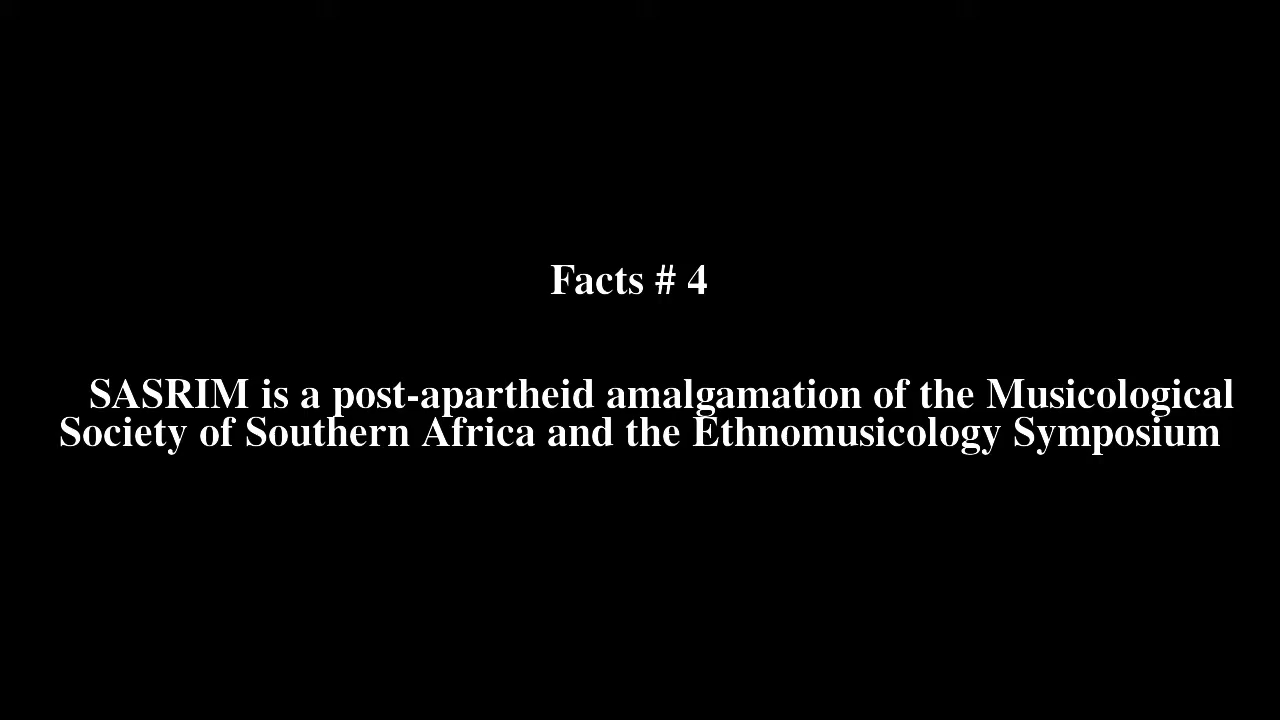 Facts # 4
SASRIM is a post-apartheid amalgamation of the Musicological
Society of Southern Africa and the Ethnomusicology Symposium